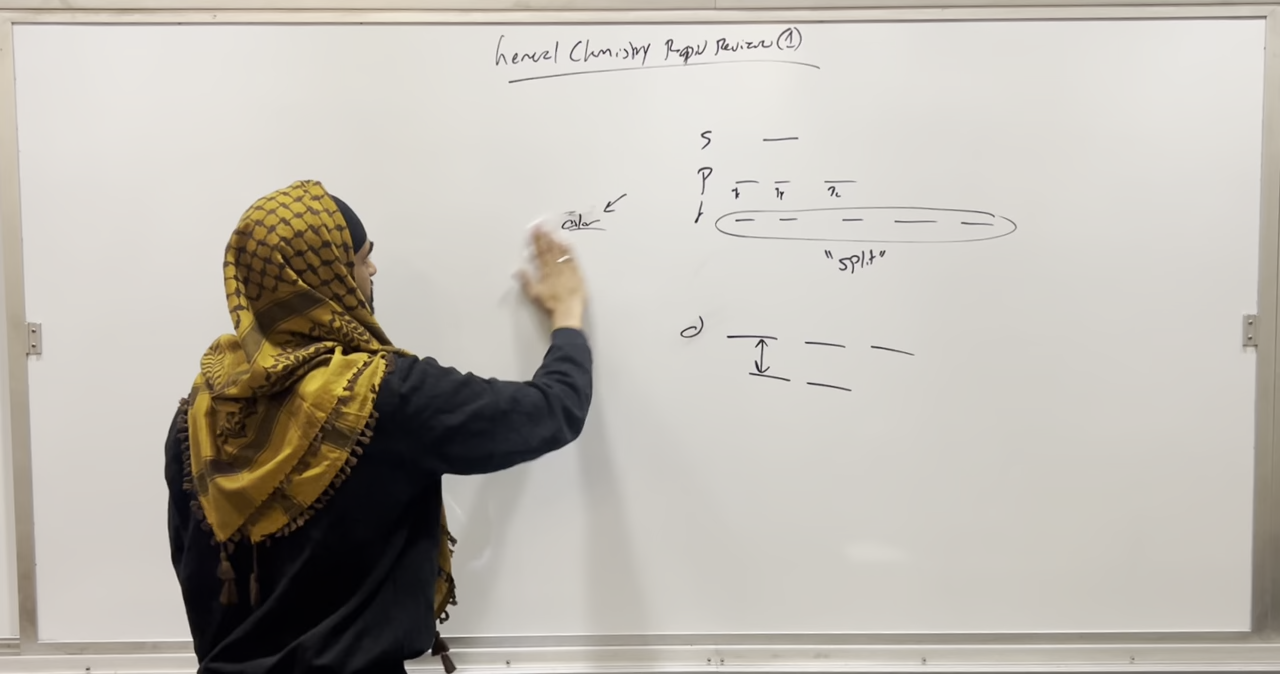 General Chemistry Rapid Review (1)
S
P
color
"split"
d